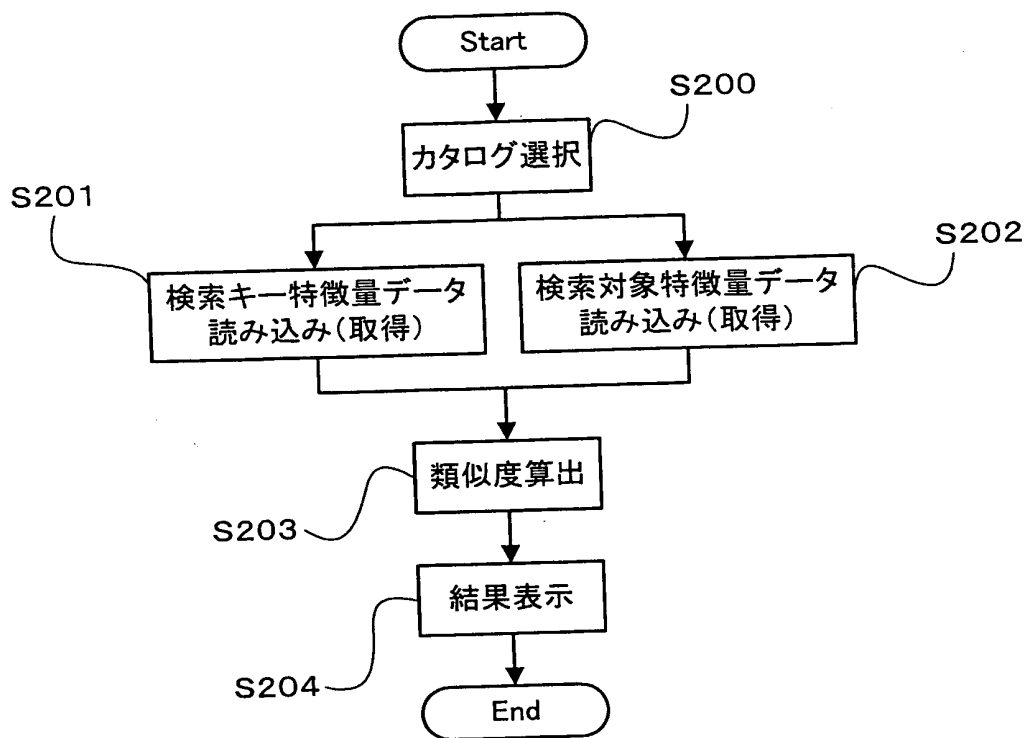 Start
S200
カタログ選択
S201
S202
検索キー特徴量データ
読み込み(取得)
検索対象特徴量データ
読み込み(取得)
類似度算出
S203
結果表示
S204
End